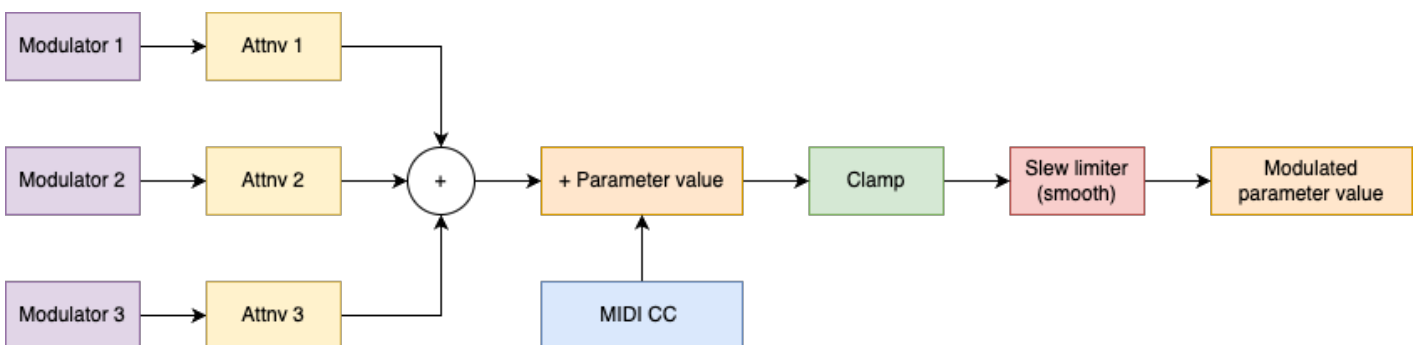 Modulator 1
Attnv 1
Modulator 2
Attnv 2
+
+ Parameter value
Clamp
Slew limiter
(smooth)
Modulated
parameter value
Modulator 3
Attnv 3
MIDI CC